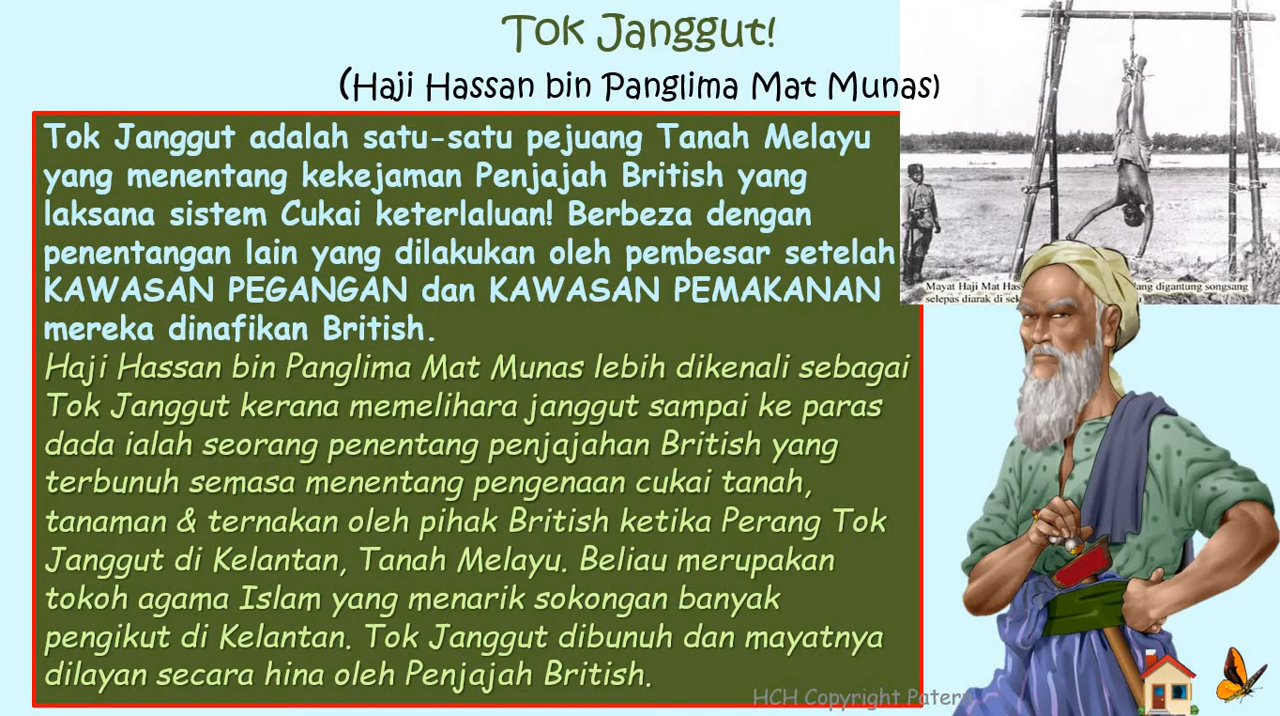 Tok Janggut!
(Haji Hassan bin Panglima Mat Munas)
Tok Janggut adalah satu-satu pejuang Tanah Melayu
yang menentang kekejaman Penjajah British yang
laksana sistem Cukai keterlaluan! Berbeza dengan
penentangan lain yang dilakukan oleh pembesar setelah
KAWASAN PEGANGAN dan KAWASAN PEMAKANAN
mereka dinafikan British.
Haji Hassan bin Panglima Mat Munas lebih dikenali sebagai
Tok Janggut kerana memelihara janggut sampai ke paras
dada ialah seorang penentang penjajahan British yang
terbunuh semasa menentang pengenaan cukai tanah,
tanaman & ternakan oleh pihak British ketika Perang Tok
Janggut di Kelantan, Tanah Melayu. Beliau merupakan
tokoh agama Islam yang menarik sokongan banyak
pengikut di Kelantan. Tok Janggut dibunuh dan mayatnya
dilayan secara hina oleh Penjajah British.
Mayat Haji Mat Has digantung songsang
selepas diarak di
HCH Copyright